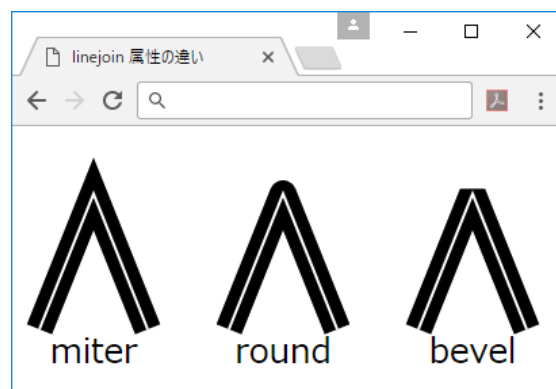 linejoin 属性の違い
miter round bevel